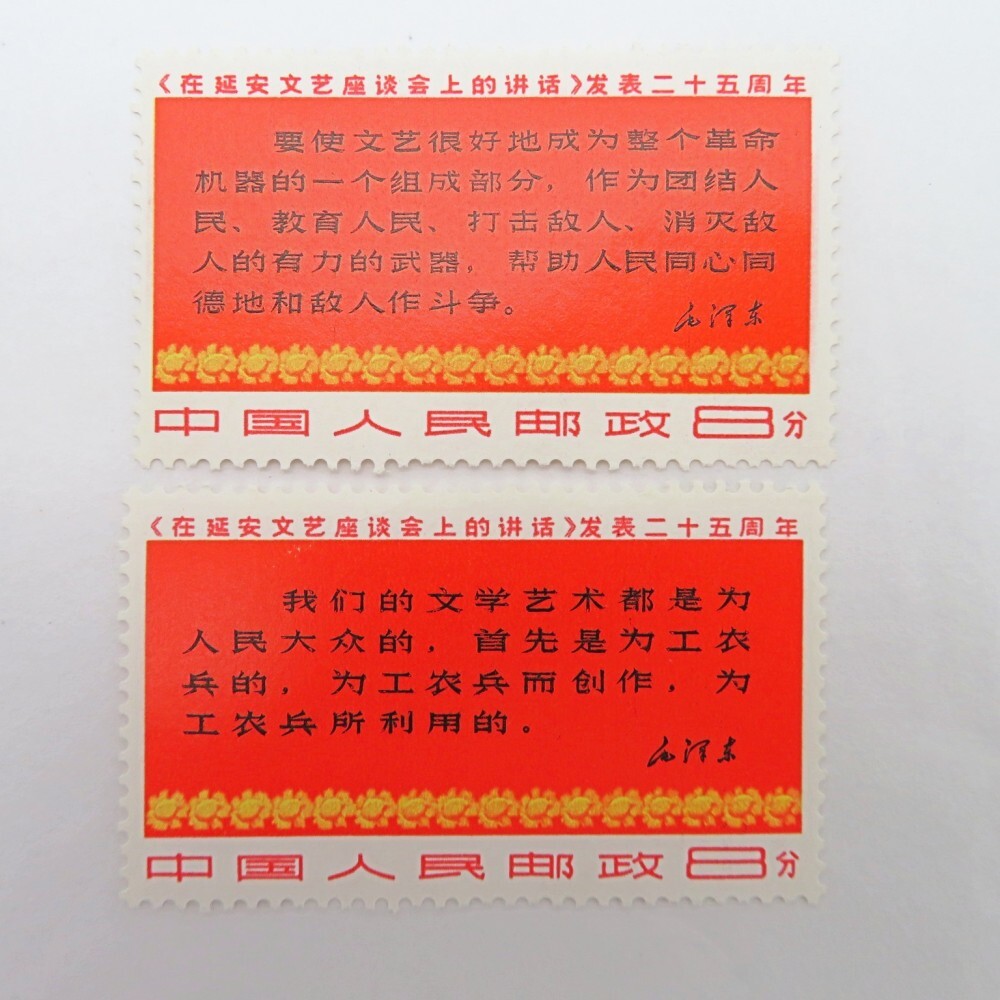 《在延安文艺座谈会上的讲话》发表二十五周年
要使文艺很好地成为整个革命
机器的一个组成部分，作为团结人
民、教育人民、打击敌人、消灭敌
人的有力的武器，帮助人民同心同
德地和敌人作斗争。
毛泽东
中国人民邮政8分
《在延安文艺座谈会上的讲话》发表二十五周年
我们的文学艺术都是为
人民大众的，首先是为工农
兵的，为工农兵而创作，为
工农兵所利用的。
毛泽东
中国人民邮政8分